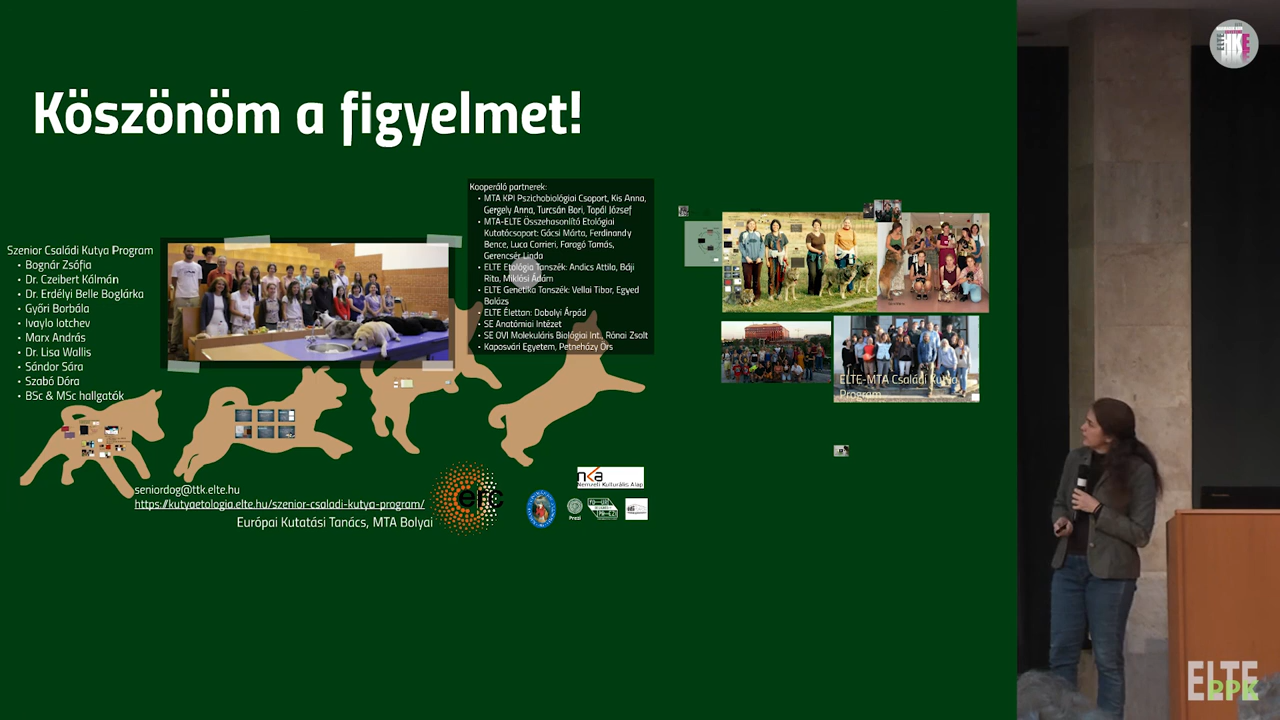 Köszönöm a figyelmet!
Szenior Családi Kutya Program
• Bognár Zsófia
• Dr. Czeibert Kálmán
• Dr. Erdélyi Belle Boglárka
• Győri Borbála
• Ivaylo Iotchev
• Marx András
• Dr. Lisa Wallis
• Sándor Sára
• Szabó Dóra
• BSc & MSc hallgatók
Kooperáló partnerek:
• MTA KPI Pszichobiológiai Csoport, Kis Anna,
Gergely Anna, Turcsán Bori, Topál József
• MTA-ELTE Összehasonlító Etológiai
Kutatócsoport: Gácsi Márta, Ferdinandy
Bence, Luca Corrieri, Faragó Tamás,
Gerencsér Linda
• ELTE Etológia Tanszék: Andics Attila, Báji
Rita, Miklósi Ádám
• ELTE Genetika Tanszék: Vellai Tibor, Egyed
Balázs
• ELTE Élettan: Dobolyi Árpád
• SE Anatómiai Intézet
• SE OVI Molekuláris Biológiai Int., Rónai Zsolt
• Kaposvári Egyetem, Petneházy Örs
ELTE-MTA Családi Kutya
Program
seniordog@ttk.elte.hu
https://kutyaetologia.elte.hu/szenior-csaladi-kutya-program/
Európai Kutatási Tanács, MTA Bolyai
erc
nka
Nemzeti Kulturális Alap
Prezi
ELTE
HKE
ELTE
PPK